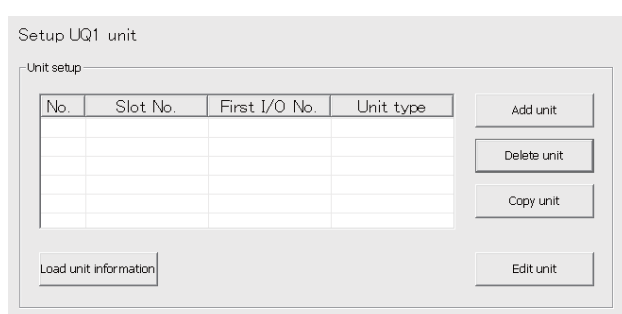 Setup UQ1 unit
Unit setup
No. Slot No. First I/O No. Unit type
Add unit
Delete unit
Copy unit
Load unit information
Edit unit